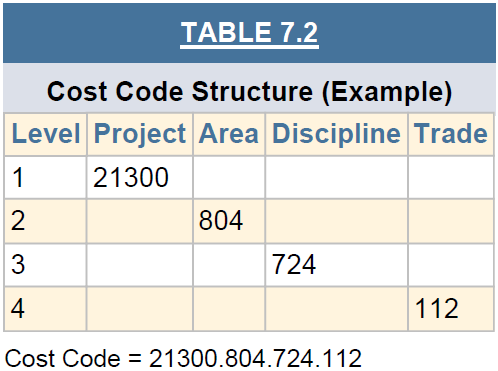 TABLE 7.2
Cost Code Structure (Example)
Level Project Area Discipline Trade
1 21300
2 804
3 724
4 112
Cost Code = 21300.804.724.112